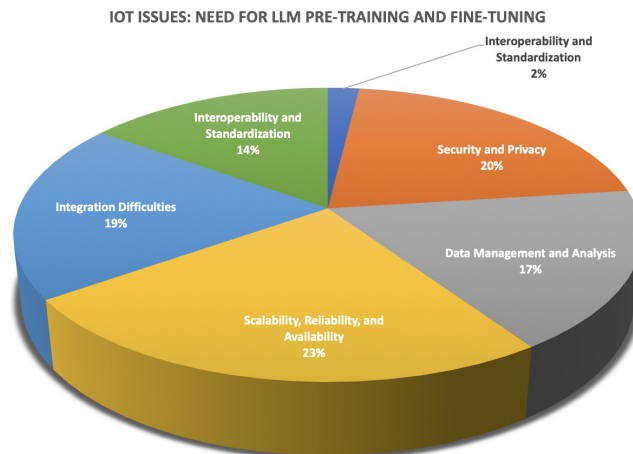 IOT ISSUES: NEED FOR LLM PRE-TRAINING AND FINE-TUNING
Interoperability and
Standardization
2%
Interoperability and
Standardization
14%
Security and Privacy
20%
Integration Difficulties
19%
Data Management and Analysis
17%
Scalability, Reliability, and
Availability
23%